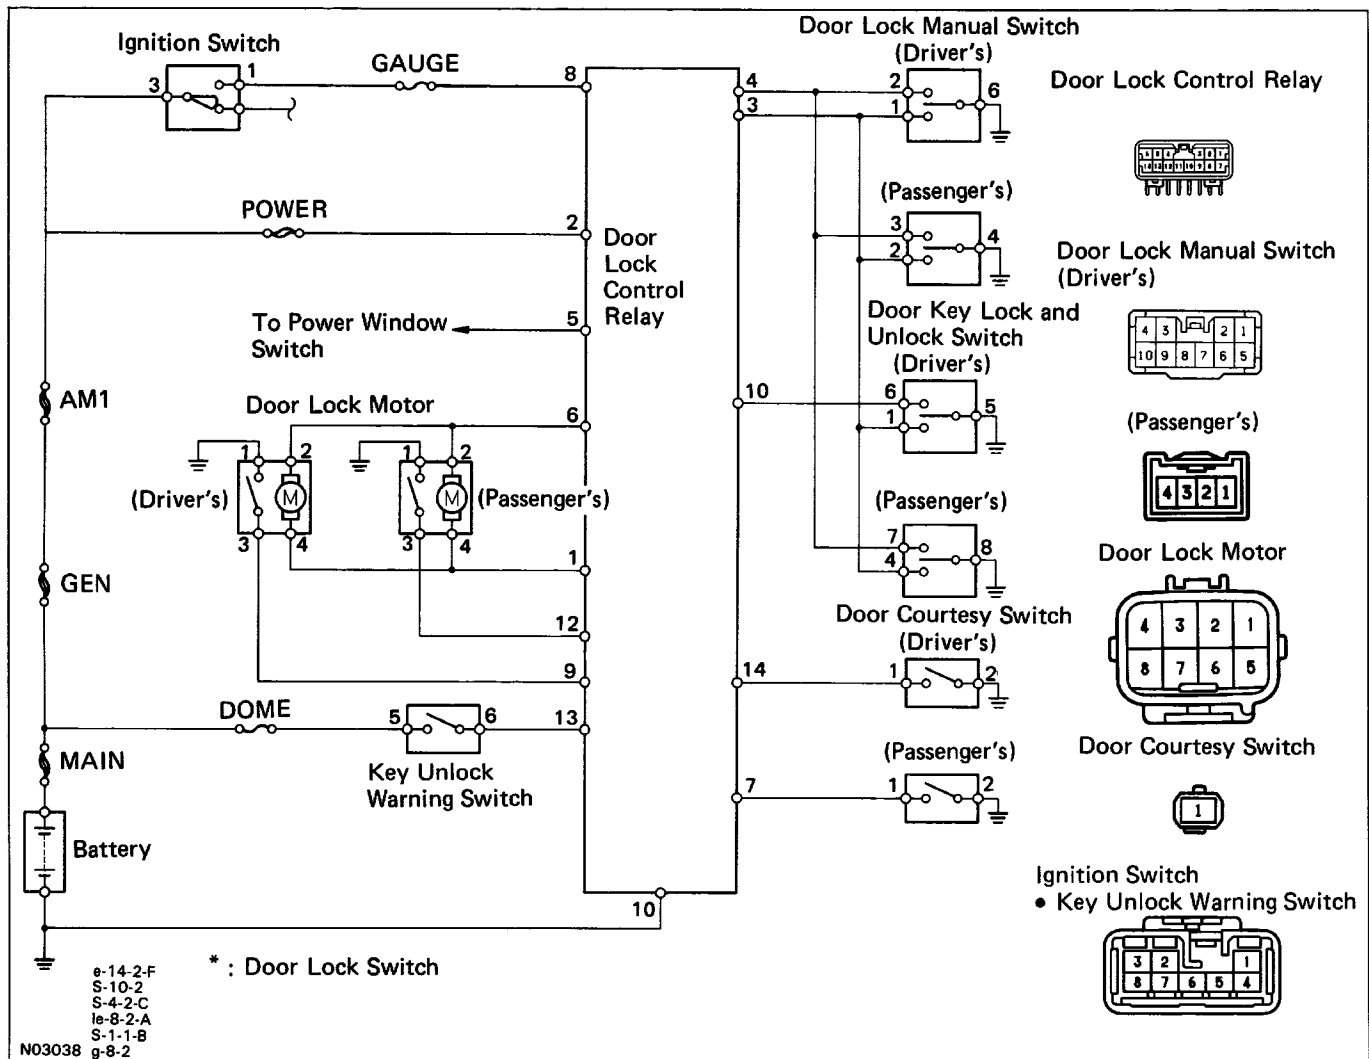 Ignition Switch
3
1
GAUGE
8
POWER
2
Door
Lock
Control
Relay
To Power Window
Switch
5
AM1
Door Lock Motor
6
1
2
1
2
(Driver's)
M
M
(Passenger's)
3
4
3
4
1
GEN
12
9
DOME
5
6
13
Key Unlock
Warning Switch
MAIN
Battery
10
* : Door Lock Switch
e-14-2-F
S-10-2
S-4-2-C
Ie-8-2-A
S-1-1-B
N03038 g-8-2
Door Lock Manual Switch
(Driver's)
4
3
2
1
6
(Passenger's)
3
2
4
Door Key Lock and
Unlock Switch
(Driver's)
10
6
1
5
(Passenger's)
7
4
8
Door Courtesy Switch
(Driver's)
14
1
2
(Passenger's)
7
1
2
Door Lock Control Relay
Door Lock Manual Switch
(Driver's)
4 3 2 1
10 9 8 7 6 5
(Passenger's)
4 3 2 1
Door Lock Motor
4 3 2 1
8 7 6 5
Door Courtesy Switch
1
Ignition Switch
• Key Unlock Warning Switch
3 2 1
8 7 6 5 4